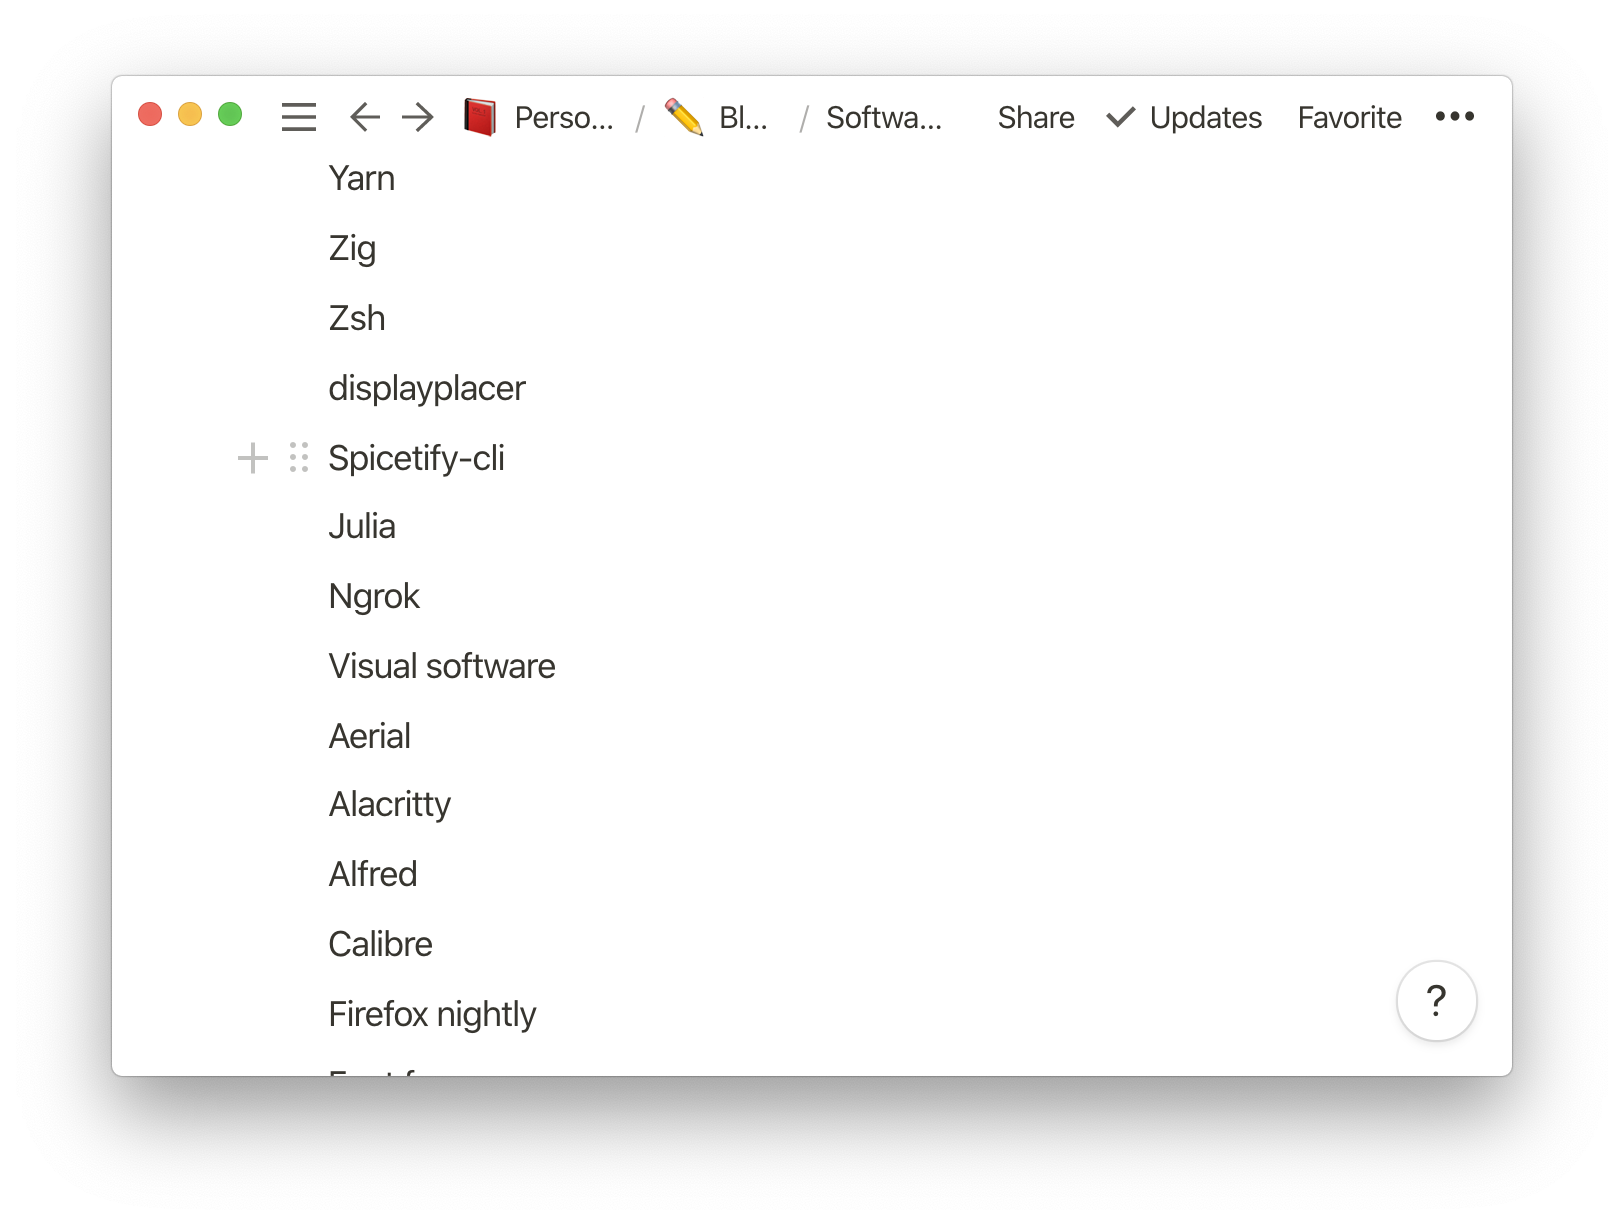 Perso... / Bl... / Softwa... Share Updates Favorite
Yarn
Zig
Zsh
displayplacer
Spicetify-cli
Julia
Ngrok
Visual software
Aerial
Alacritty
Alfred
Calibre
Firefox nightly
?